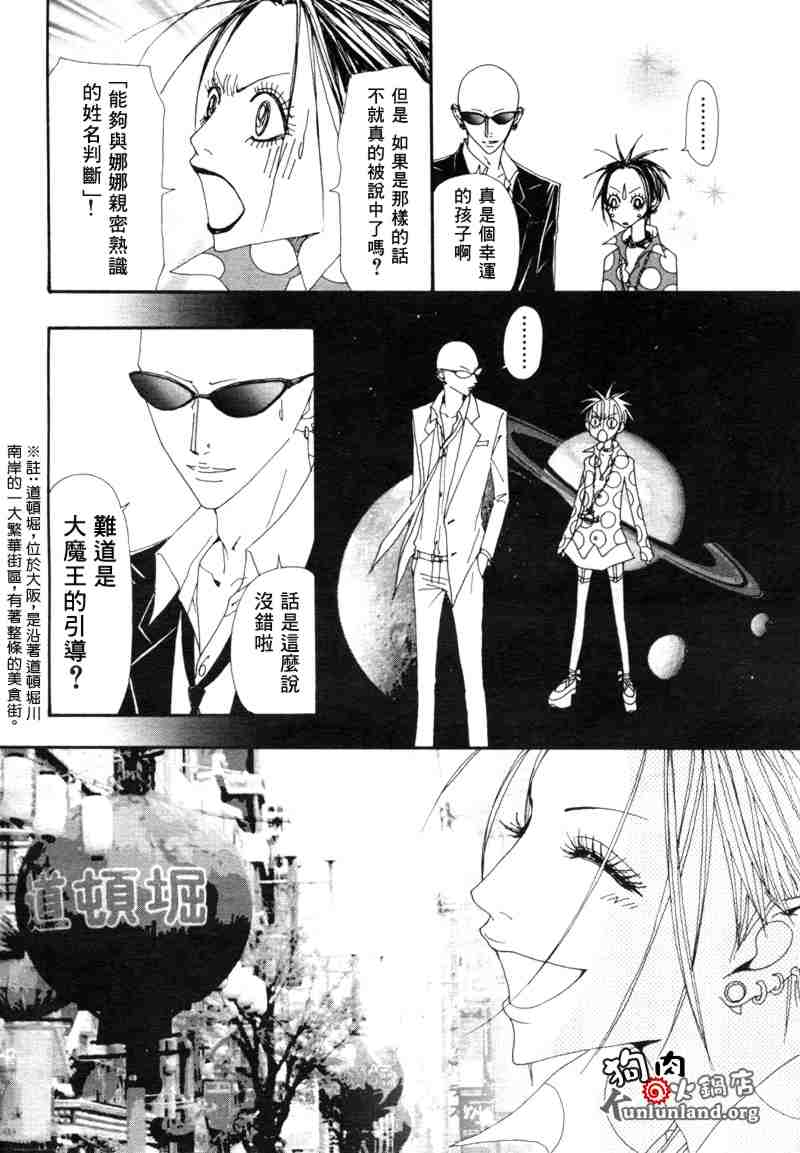 ………
真是個幸運
的孩子啊
但是 如果是那樣的話
不就真的被說中了嗎？
「能夠與娜娜親密熟識
的姓名判斷」！
………
話是這麼說
沒錯啦
難道是
大魔王的引導？
※註：道頓堀，位於大阪，是沿著道頓堀川
南岸的一大繁華街區，有著整條的美食街。
道頓堀
狗肉火鍋店
Kunlunland.org